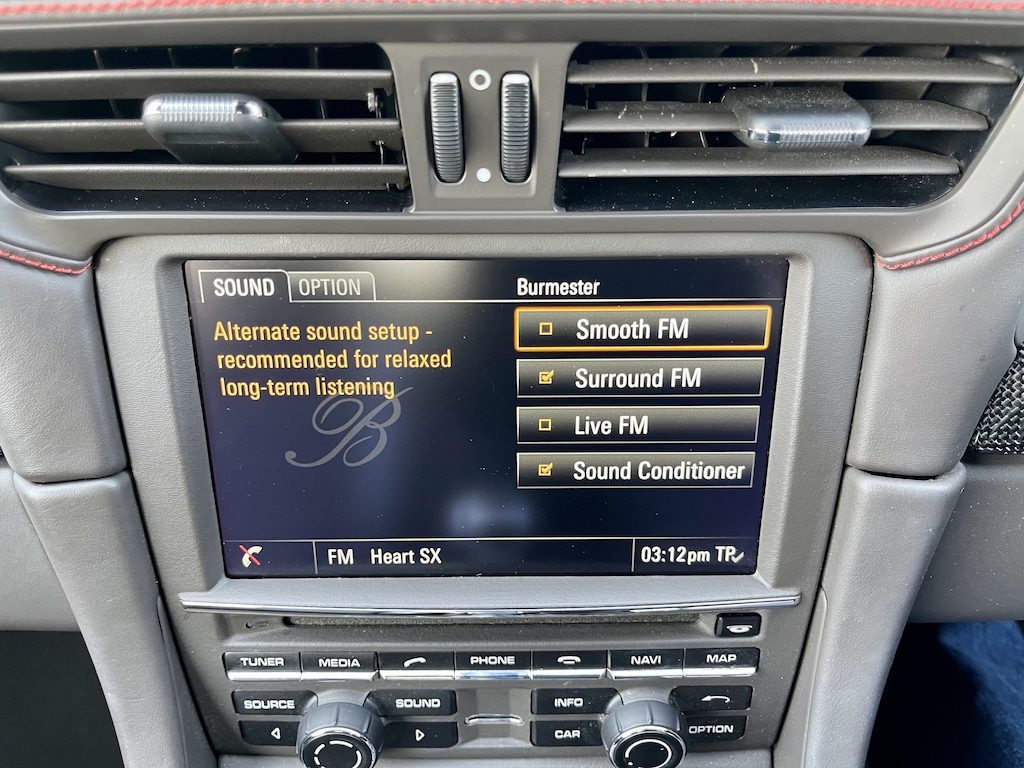 SOUND OPTION Burmester
Alternate sound setup -
recommended for relaxed
long-term listening
B
Smooth FM
Surround FM
Live FM
Sound Conditioner
FM Heart SX 03:12pm TP
TUNER MEDIA PHONE NAVI MAP
SOURCE SOUND INFO
CAR OPTION